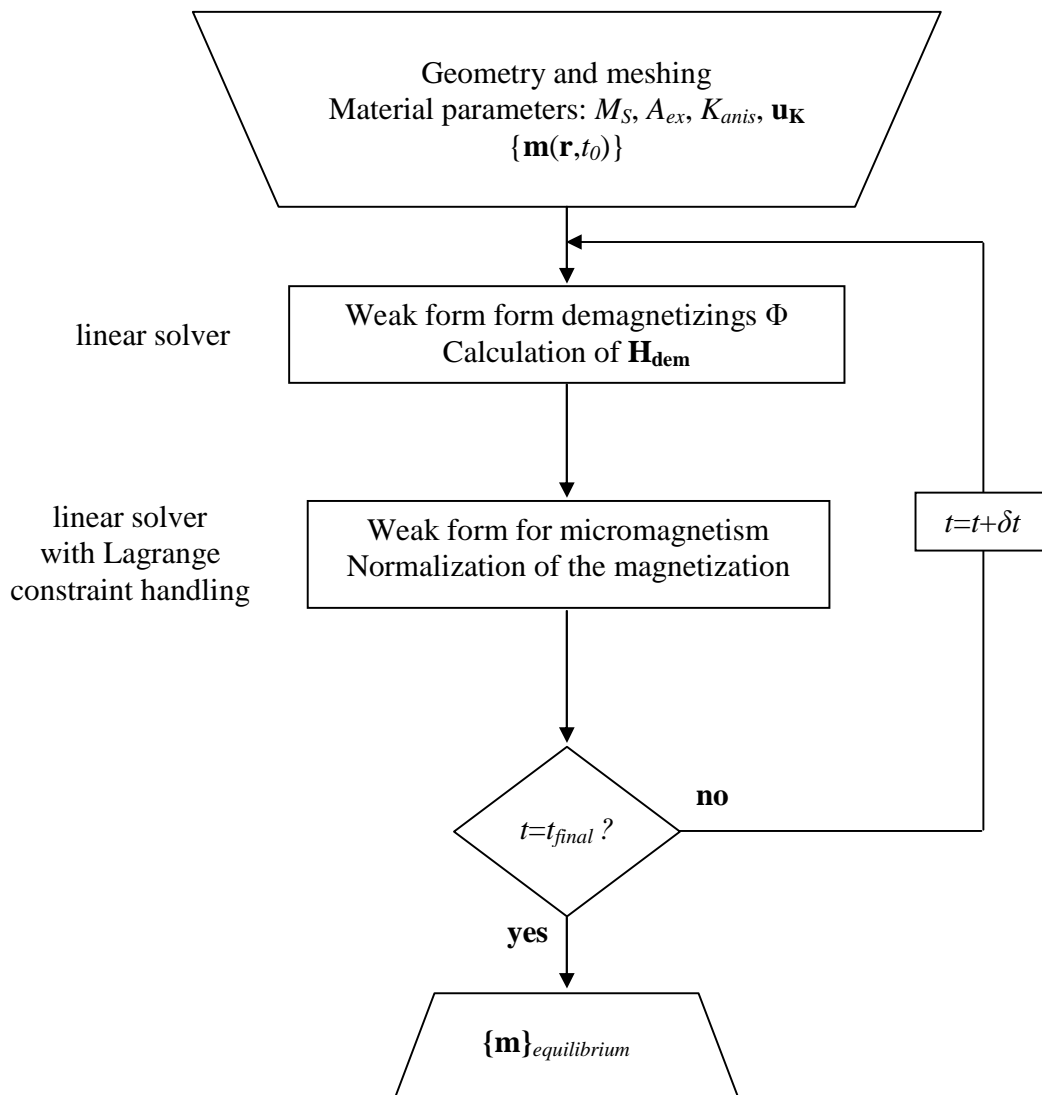 Geometry and meshing
Material parameters: M_S, A_ex, K_anis, u_K
{m(r,t_0)}
linear solver
Weak form form demagnetizings Φ
Calculation of H_dem
linear solver
with Lagrange
constraint handling
Weak form for micromagnetism
Normalization of the magnetization
t=t+δt
no
t=t_final ?
yes
{m}_equilibrium